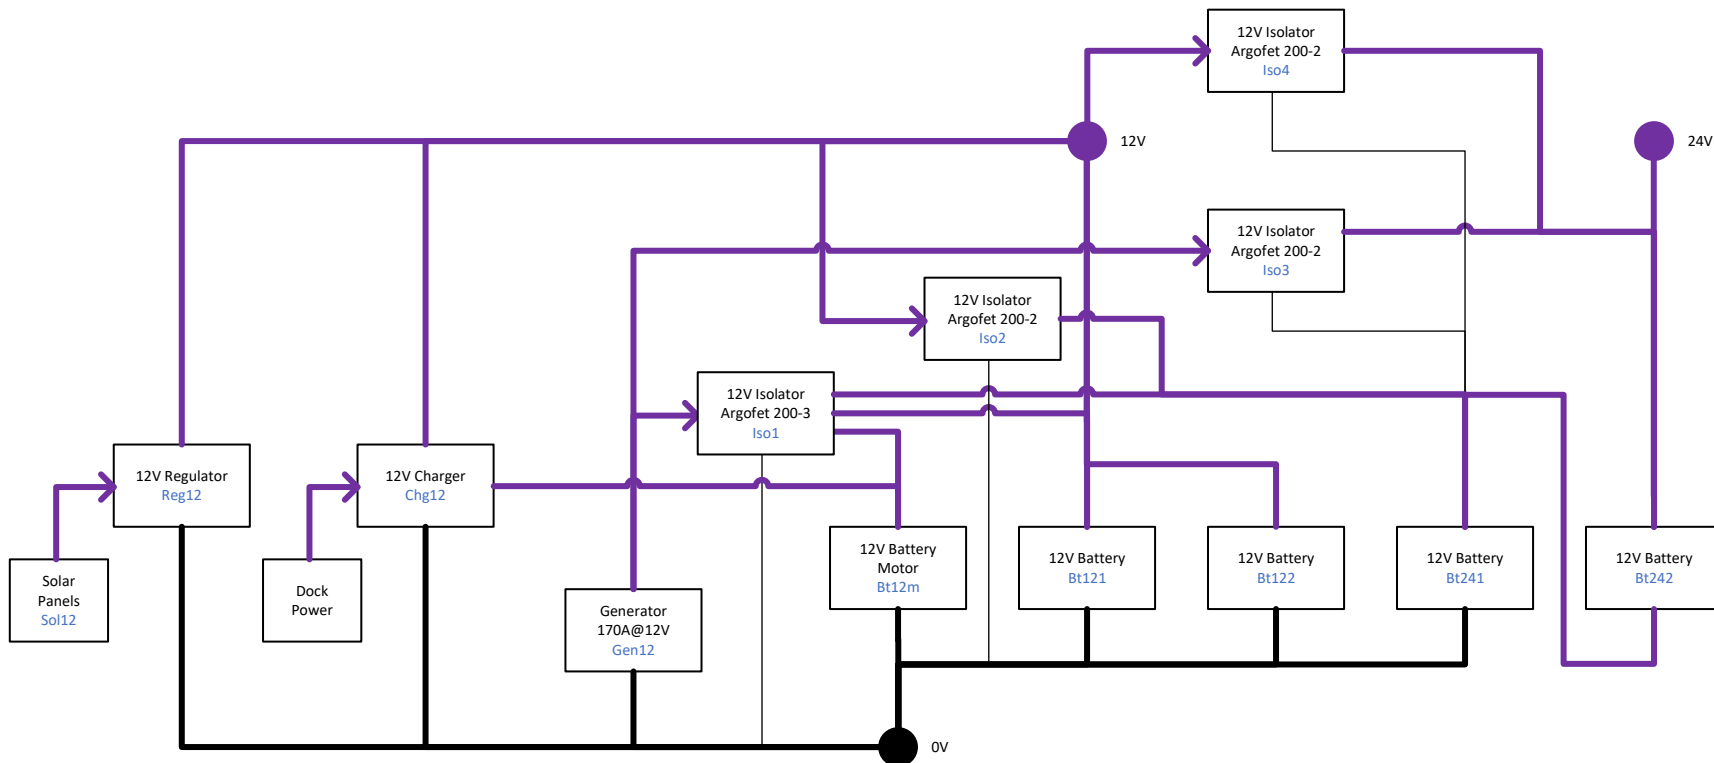 12V Isolator
Argofet 200-2
Iso4
12V
24V
12V Isolator
Argofet 200-2
Iso3
12V Isolator
Argofet 200-2
Iso2
12V Isolator
Argofet 200-3
Iso1
12V Regulator
Reg12
12V Charger
Chg12
12V Battery
Motor
Bt12m
12V Battery
Bt121
12V Battery
Bt122
12V Battery
Bt241
12V Battery
Bt242
Solar
Panels
Sol12
Dock
Power
Generator
170A@12V
Gen12
0V